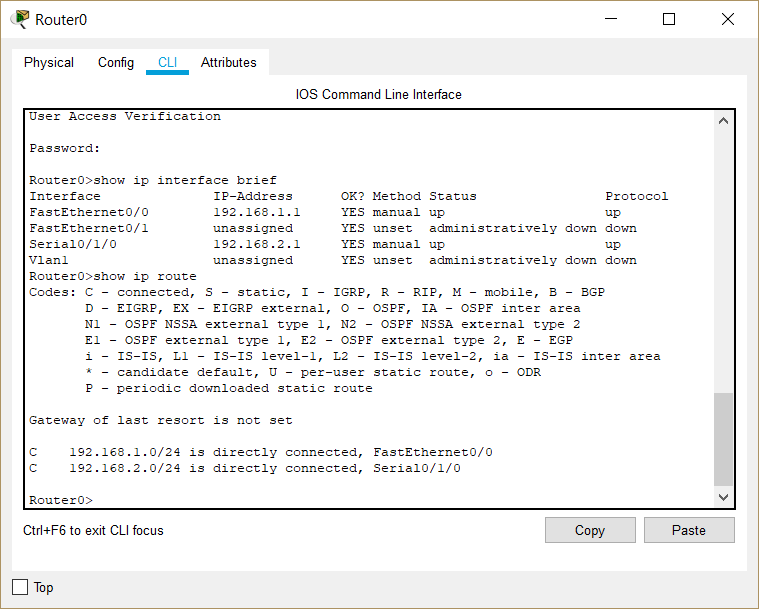 Router0
Physical Config CLI Attributes
IOS Command Line Interface
User Access Verification
Password:
Router0>show ip interface brief
Interface              IP-Address      OK? Method Status                Protocol
FastEthernet0/0        192.168.1.1     YES manual up                    up
FastEthernet0/1        unassigned      YES unset  administratively down down
Serial0/1/0            192.168.2.1     YES manual up                    up
Vlan1                  unassigned      YES unset  administratively down down
Router0>show ip route
Codes: C - connected, S - static, I - IGRP, R - RIP, M - mobile, B - BGP
       D - EIGRP, EX - EIGRP external, O - OSPF, IA - OSPF inter area
       N1 - OSPF NSSA external type 1, N2 - OSPF NSSA external type 2
       E1 - OSPF external type 1, E2 - OSPF external type 2, E - EGP
       i - IS-IS, L1 - IS-IS level-1, L2 - IS-IS level-2, ia - IS-IS inter area
       * - candidate default, U - per-user static route, o - ODR
       P - periodic downloaded static route
Gateway of last resort is not set
C    192.168.1.0/24 is directly connected, FastEthernet0/0
C    192.168.2.0/24 is directly connected, Serial0/1/0
Router0>
Ctrl+F6 to exit CLI focus
Copy Paste
Top